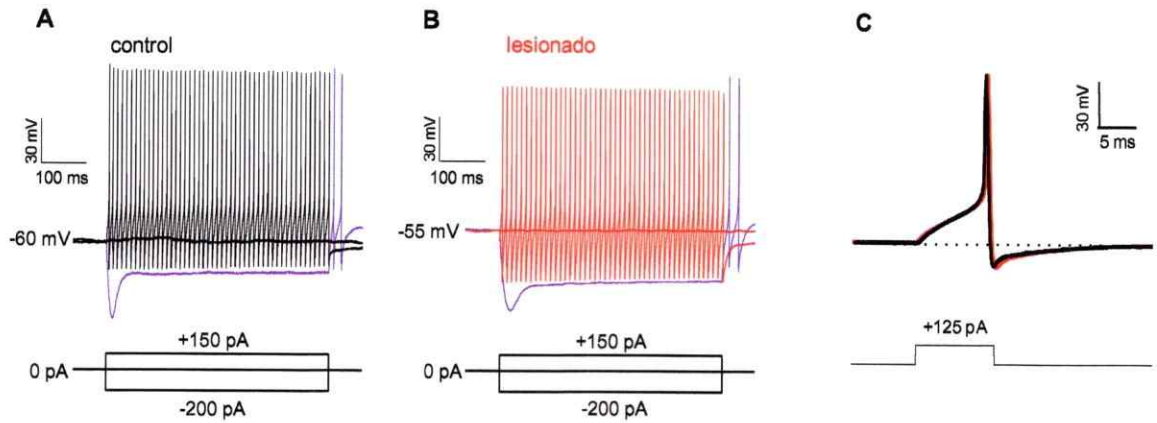 A
control
30 mV
100 ms
-60 mV
+150 pA
0 pA
-200 pA
B
lesionado
30 mV
100 ms
-55 mV
+150 pA
0 pA
-200 pA
C
30 mV
5 ms
+125 pA